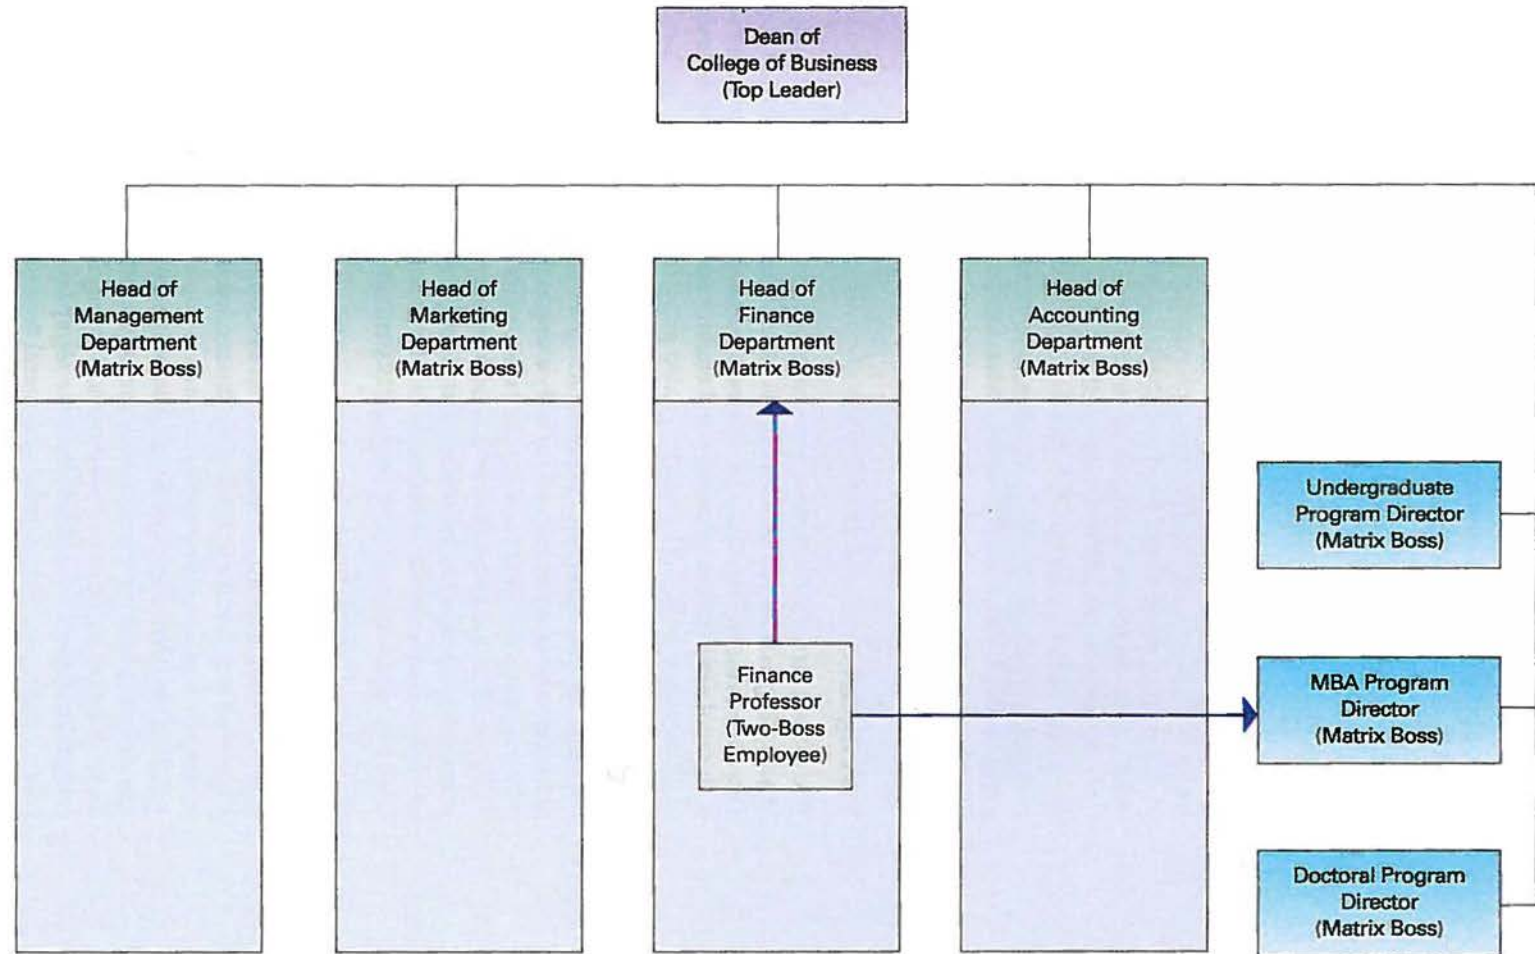 Dean of
College of Business
(Top Leader)
Head of
Management
Department
(Matrix Boss)
Head of
Marketing
Department
(Matrix Boss)
Head of
Finance
Department
(Matrix Boss)
Head of
Accounting
Department
(Matrix Boss)
Undergraduate
Program Director
(Matrix Boss)
Finance
Professor
(Two-Boss
Employee)
MBA Program
Director
(Matrix Boss)
Doctoral Program
Director
(Matrix Boss)